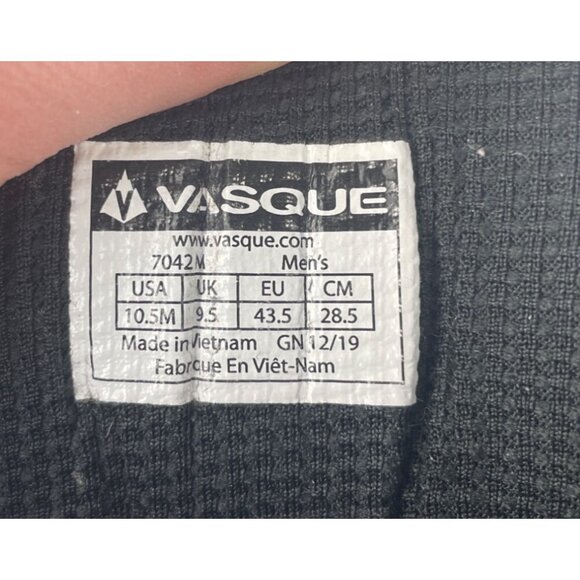 VASQUE
www.vasque.com
7042M Men's
USA UK EU CM
10.5M 9.5 43.5 28.5
Made in Vietnam GN 12/19
Fabrque En Viêt-Nam